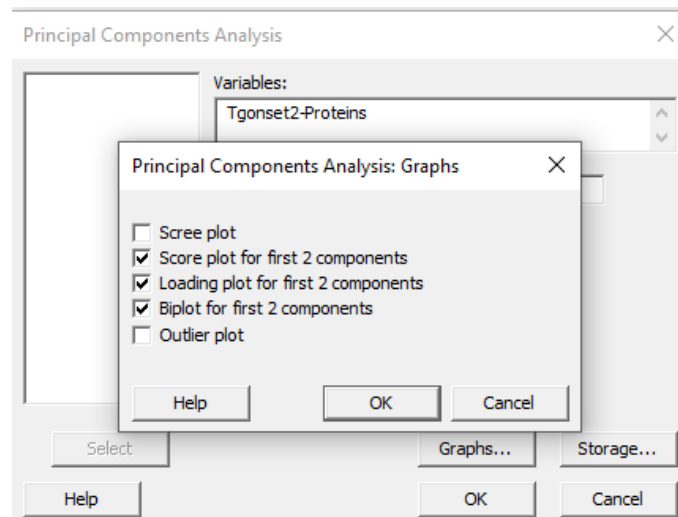 Principal Components Analysis
Variables:
Tgonset2-Proteins
Principal Components Analysis: Graphs
Scree plot
Score plot for first 2 components
Loading plot for first 2 components
Biplot for first 2 components
Outlier plot
Help OK Cancel
Select Graphs... Storage...
Help OK Cancel